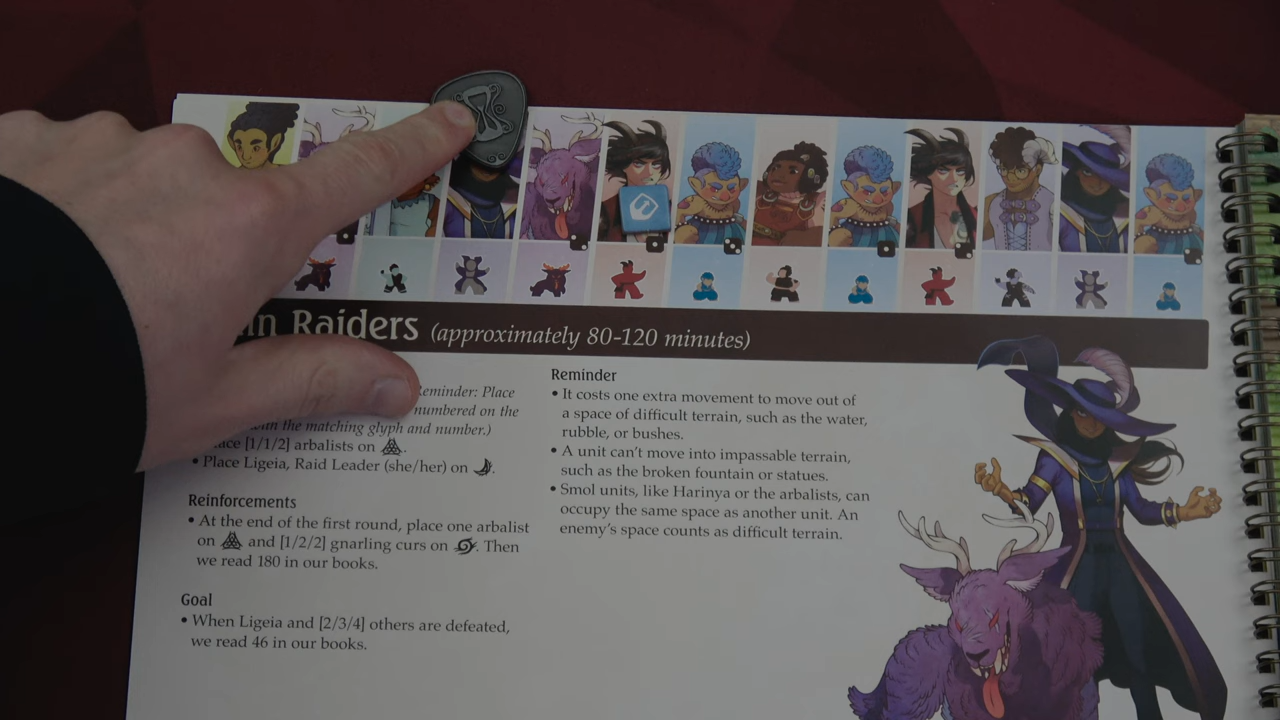 n Raiders (approximately 80-120 minutes)
Reminder: Place
numbered on the
the matching glyph and number.)
[1/1/2] arbalists on .
• Place Ligeia, Raid Leader (she/her) on .
Reinforcements
• At the end of the first round, place one arbalist
on and [1/2/2] gnarling curs on . Then
we read 180 in our books.
Goal
• When Ligeia and [2/3/4] others are defeated,
we read 46 in our books.
Reminder
• It costs one extra movement to move out of
a space of difficult terrain, such as the water,
rubble, or bushes.
• A unit can't move into impassable terrain,
such as the broken fountain or statues.
• Smol units, like Harinya or the arbalists, can
occupy the same space as another unit. An
enemy's space counts as difficult terrain.